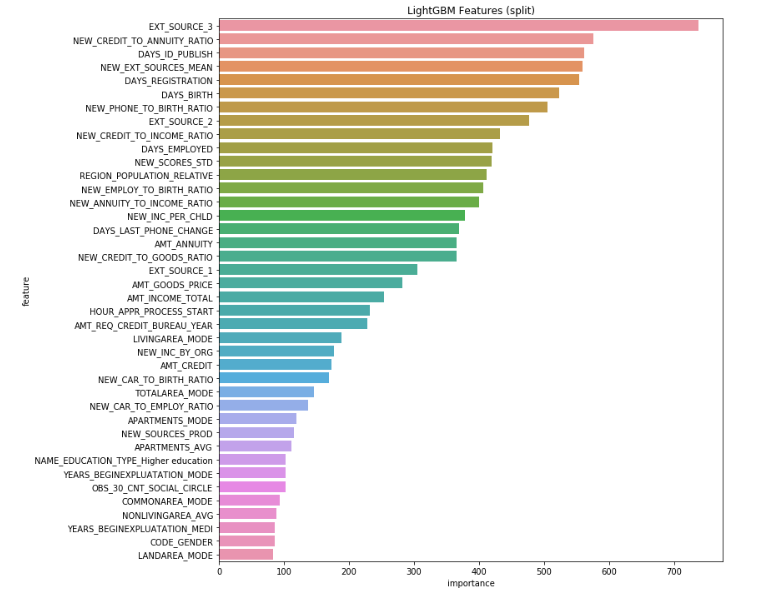 LightGBM Features (split)
EXT_SOURCE_3
NEW_CREDIT_TO_ANNUITY_RATIO
DAYS_ID_PUBLISH
NEW_EXT_SOURCES_MEAN
DAYS_REGISTRATION
DAYS_BIRTH
NEW_PHONE_TO_BIRTH_RATIO
EXT_SOURCE_2
NEW_CREDIT_TO_INCOME_RATIO
DAYS_EMPLOYED
NEW_SCORES_STD
REGION_POPULATION_RELATIVE
NEW_EMPLOY_TO_BIRTH_RATIO
NEW_ANNUITY_TO_INCOME_RATIO
NEW_INC_PER_CHLD
DAYS_LAST_PHONE_CHANGE
AMT_ANNUITY
NEW_CREDIT_TO_GOODS_RATIO
EXT_SOURCE_1
AMT_GOODS_PRICE
AMT_INCOME_TOTAL
HOUR_APPR_PROCESS_START
AMT_REQ_CREDIT_BUREAU_YEAR
LIVINGAREA_MODE
NEW_INC_BY_ORG
AMT_CREDIT
NEW_CAR_TO_BIRTH_RATIO
TOTALAREA_MODE
NEW_CAR_TO_EMPLOY_RATIO
APARTMENTS_MODE
NEW_SOURCES_PROD
APARTMENTS_AVG
NAME_EDUCATION_TYPE_Higher education
YEARS_BEGINEXPLUATATION_MODE
OBS_30_CNT_SOCIAL_CIRCLE
COMMONAREA_MODE
NONLIVINGAREA_AVG
YEARS_BEGINEXPLUATATION_MEDI
CODE_GENDER
LANDAREA_MODE
feature
0 100 200 300 400 500 600 700
importance